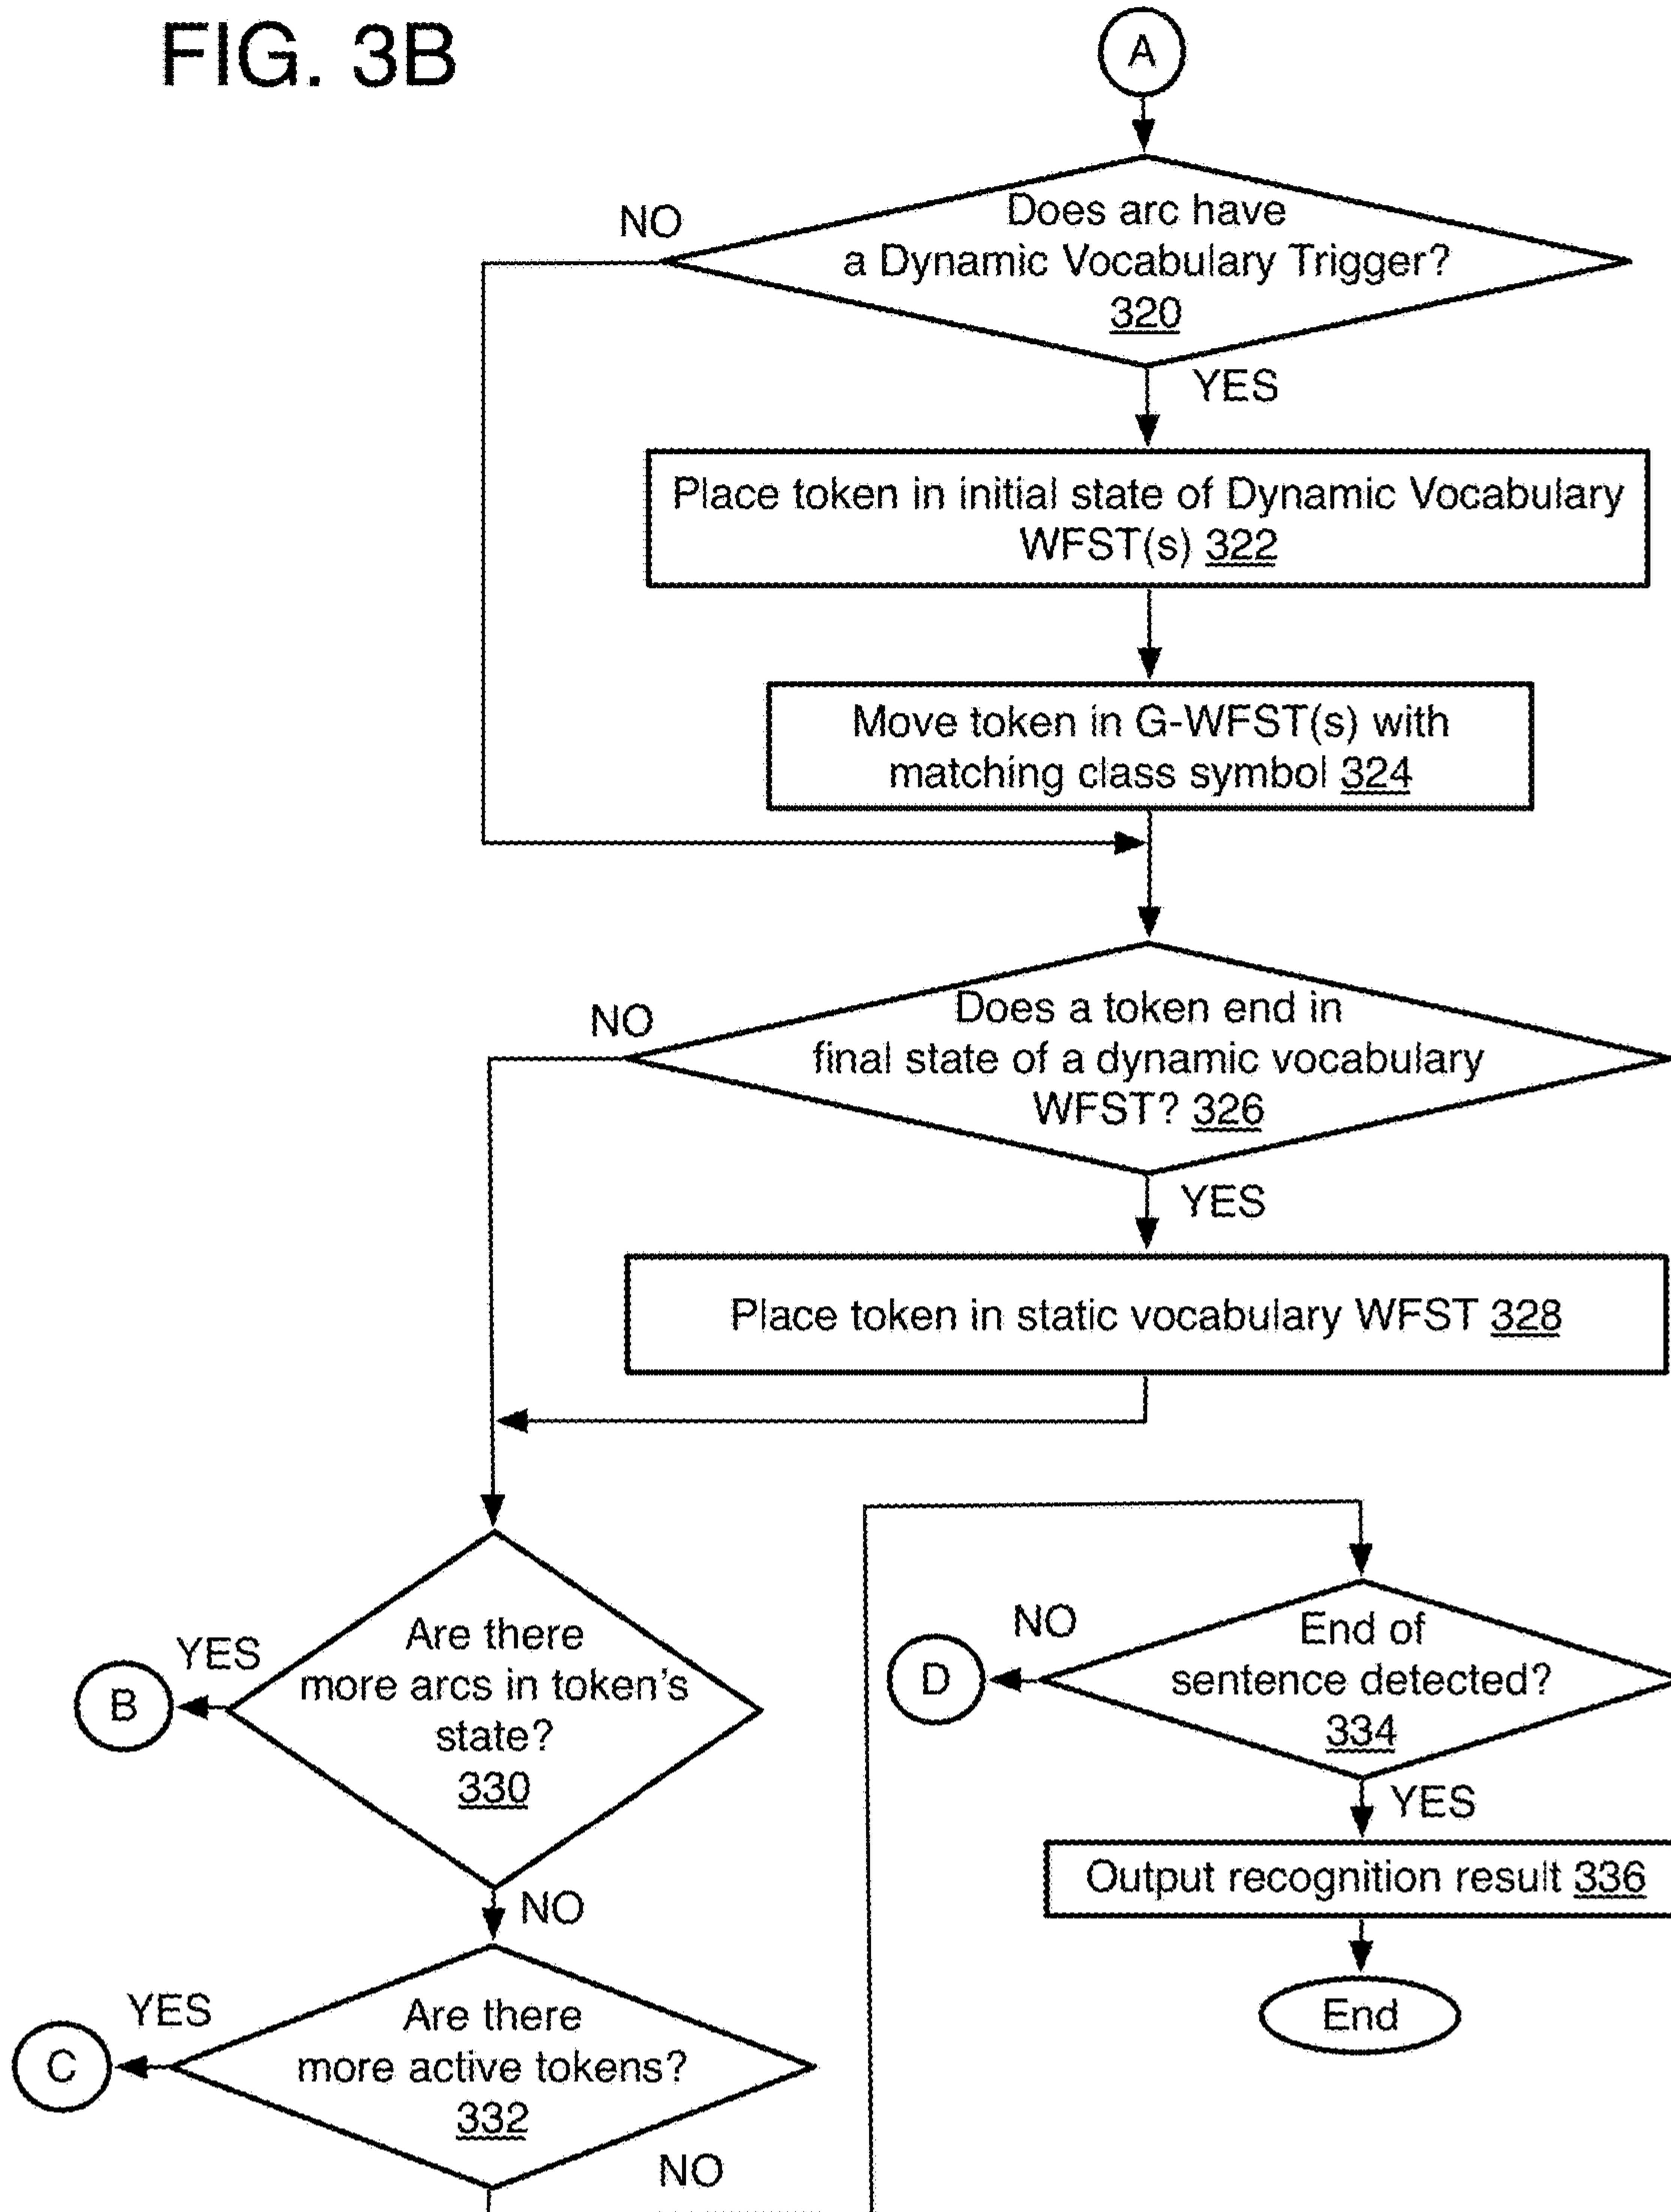 FIG. 3B
A
Does arc have
a Dynamic Vocabulary Trigger?
320
NO
YES
Place token in initial state of Dynamic Vocabulary
WFST(s) 322
Move token in G-WFST(s) with
matching class symbol 324
Does a token end in
final state of a dynamic vocabulary
WFST? 326
NO
YES
Place token in static vocabulary WFST 328
Are there
more arcs in token's
state?
330
YES
B
NO
Are there
more active tokens?
332
YES
C
NO
End of
sentence detected?
334
NO
D
YES
Output recognition result 336
End